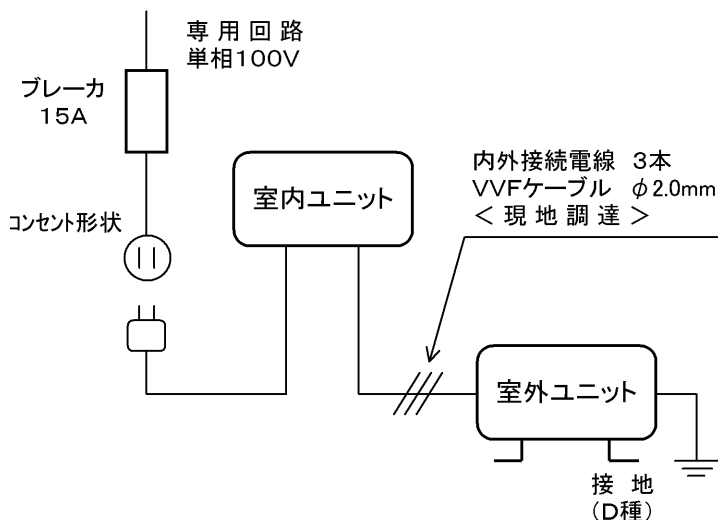 専用回路
単相100V
ブレーカ
15A
コンセント形状
室内ユニット
内外接続電線 3本
VVFケーブル φ2.0mm
<現地調達>
室外ユニット
接地
(D種)